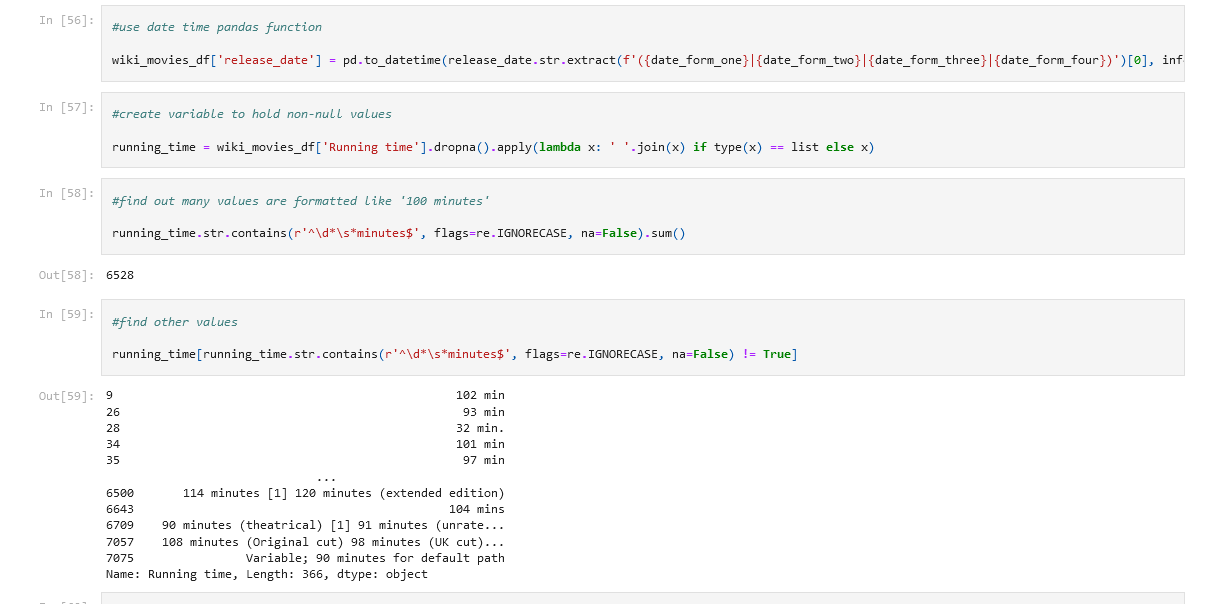 In [56]:
#use date time pandas function
wiki_movies_df['release_date'] = pd.to_datetime(release_date.str.extract(f'({date_form_one}|{date_form_two}|{date_form_three}|{date_form_four})')[0], inf
In [57]:
#create variable to hold non-null values
running_time = wiki_movies_df['Running time'].dropna().apply(lambda x: ' '.join(x) if type(x) == list else x)
In [58]:
#find out many values are formatted like '100 minutes'
running_time.str.contains(r'^\d*\s*minutes$', flags=re.IGNORECASE, na=False).sum()
Out[58]: 6528
In [59]:
#find other values
running_time[running_time.str.contains(r'^\d*\s*minutes$', flags=re.IGNORECASE, na=False) != True]
Out[59]: 9 102 min
26 93 min
28 32 min.
34 101 min
35 97 min
...
6500 114 minutes [1] 120 minutes (extended edition)
6643 104 mins
6709 90 minutes (theatrical) [1] 91 minutes (unrate...
7057 108 minutes (Original cut) 98 minutes (UK cut)...
7075 Variable; 90 minutes for default path
Name: Running time, Length: 366, dtype: object